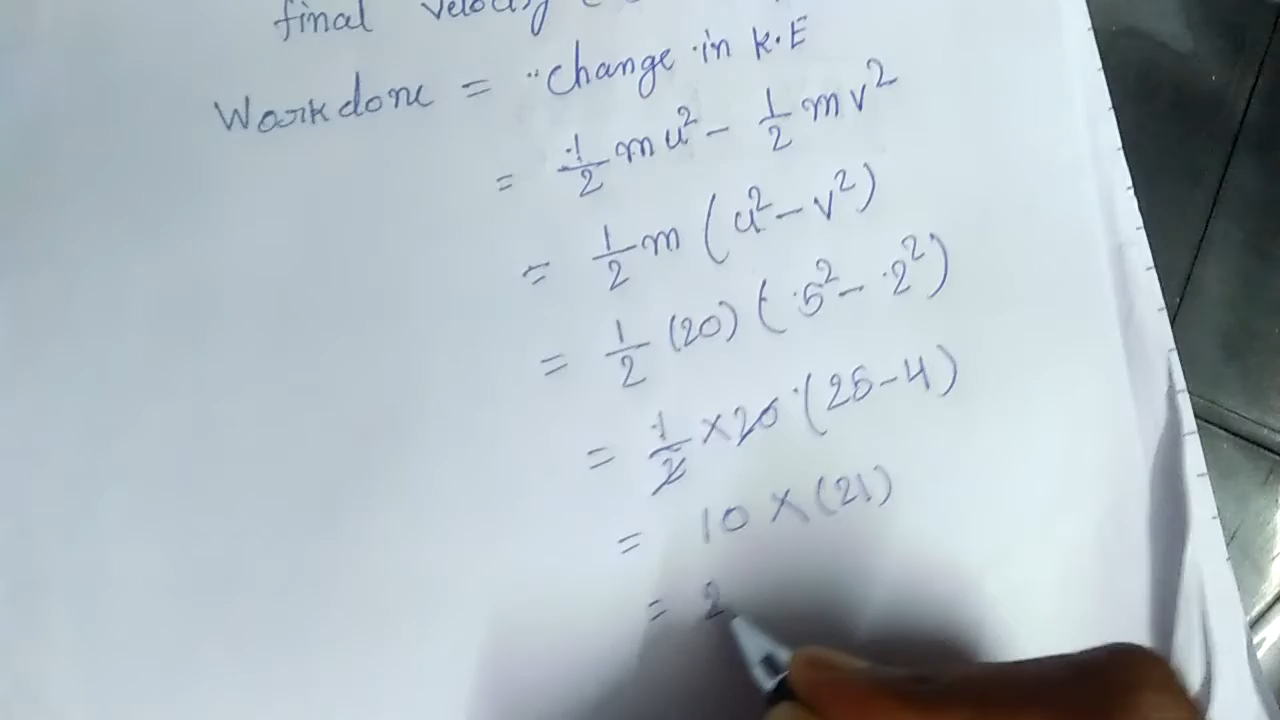 final velocity
Workdone = change in K.E
= 1/2 mu² - 1/2 mv²
= 1/2 m (u² - v²)
= 1/2 (20) (5² - 2²)
= 1/2 × 20 (25-4)
= 10 × (21)
= 2